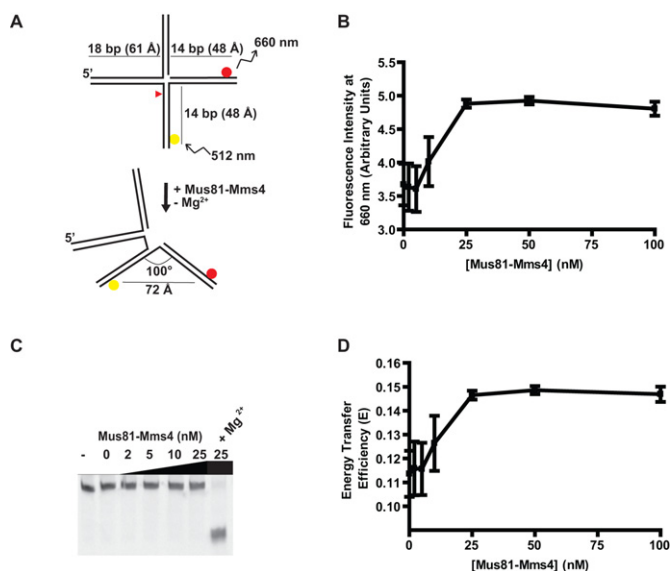 A
18 bp (61 Å) 14 bp (48 Å)
660 nm
5'
14 bp (48 Å)
512 nm
+ Mus81-Mms4
- Mg²⁺
5'
100°
72 Å
B
Fluorescence Intensity at
660 nm (Arbitrary Units)
5.5
5.0
4.5
4.0
3.5
3.0
0 25 50 75 100
[Mus81-Mms4] (nM)
C
Mus81-Mms4 (nM)
+ Mg²⁺
- 0 2 5 10 25 25
D
Energy Transfer
Efficiency (E)
0.16
0.15
0.14
0.13
0.12
0.11
0.10
0 25 50 75 100
[Mus81-Mms4] (nM)